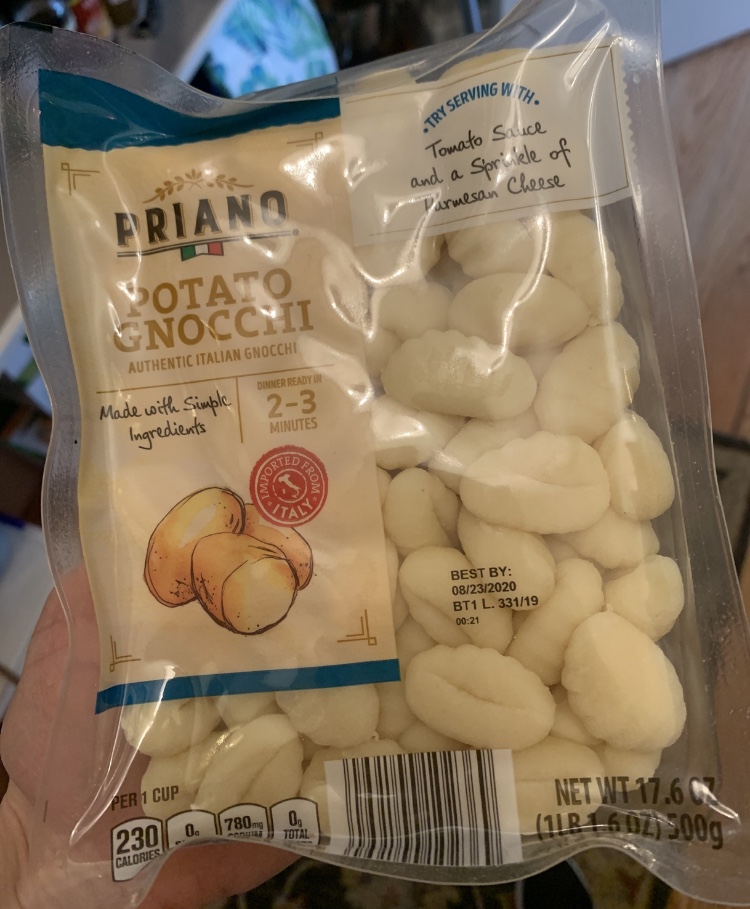 TRY SERVING WITH
Tomato Sauce
and a Sprinkle of
Parmesan Cheese
PRIANO
POTATO
GNOCCHI
AUTHENTIC ITALIAN GNOCCHI
Made with Simple
Ingredients
DINNER READY IN
2-3
MINUTES
IMPORTED FROM
ITALY
BEST BY:
08/23/2020
BT1 L. 331/19
00:21
PER 1 CUP
230
CALORIES
0g
780mg
0g
TOTAL
NET WT 17.6 OZ
(1LB 1.6 OZ) 500g